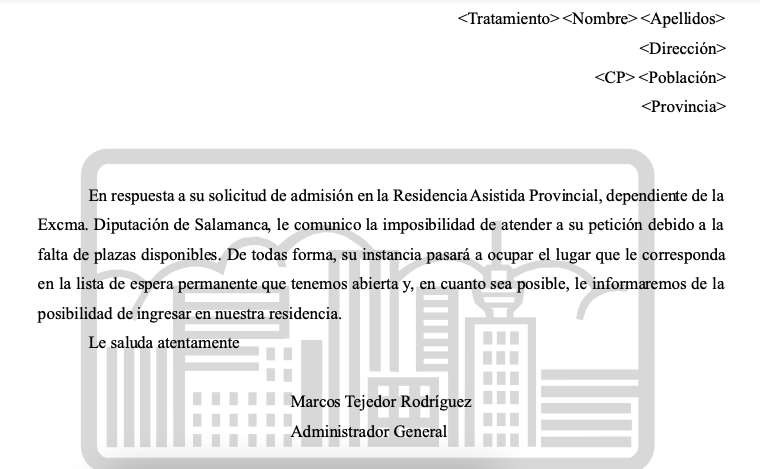 <Tratamiento> <Nombre> <Apellidos>
<Dirección>
<CP> <Población>
<Provincia>
En respuesta a su solicitud de admisión en la Residencia Asistida Provincial, dependiente de la
Excma. Diputación de Salamanca, le comunico la imposibilidad de atender a su petición debido a la
falta de plazas disponibles. De todas forma, su instancia pasará a ocupar el lugar que le corresponda
en la lista de espera permanente que tenemos abierta y, en cuanto sea posible, le informaremos de la
posibilidad de ingresar en nuestra residencia.
Le saluda atentamente
Marcos Tejedor Rodríguez
Administrador General